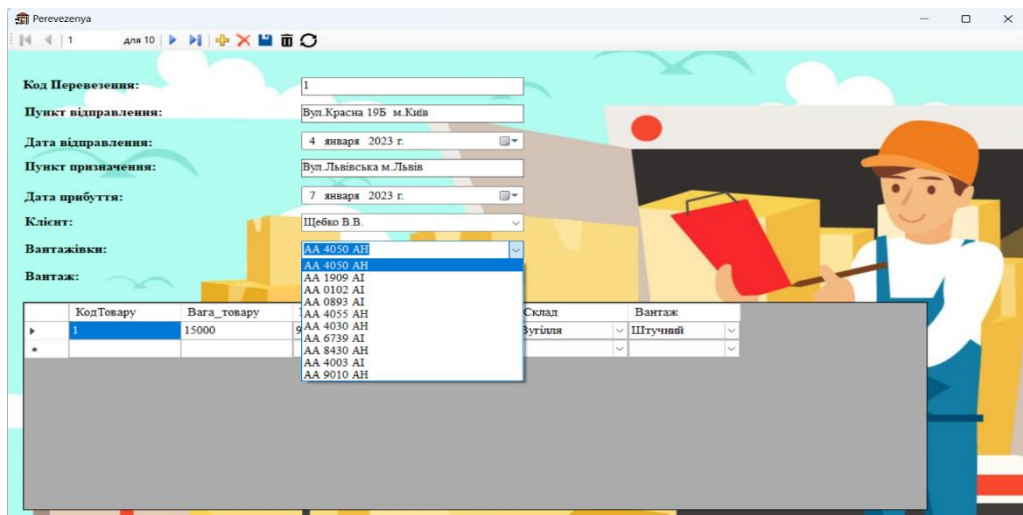 Perevezenya
1 для 10
Код Перевезення: 1
Пункт відправлення: Вул.Красна 19Б м.Київ
Дата відправлення: 4 января 2023 г.
Пункт призначення: Вул.Львівська м.Львів
Дата прибуття: 7 января 2023 г.
Клієнт: Щебко В.В.
Вантажівки: АА 4050 АН
Вантаж:
АА 4050 АН
АА 1909 АІ
АА 0102 АІ
АА 0893 АІ
АА 4055 АН
АА 4030 АН
АА 6739 АІ
АА 8430 АН
АА 4003 АІ
АА 9010 АН
КодТовару Вага_товару Склад Вантаж
1 15000 9 Вугілля Штучний